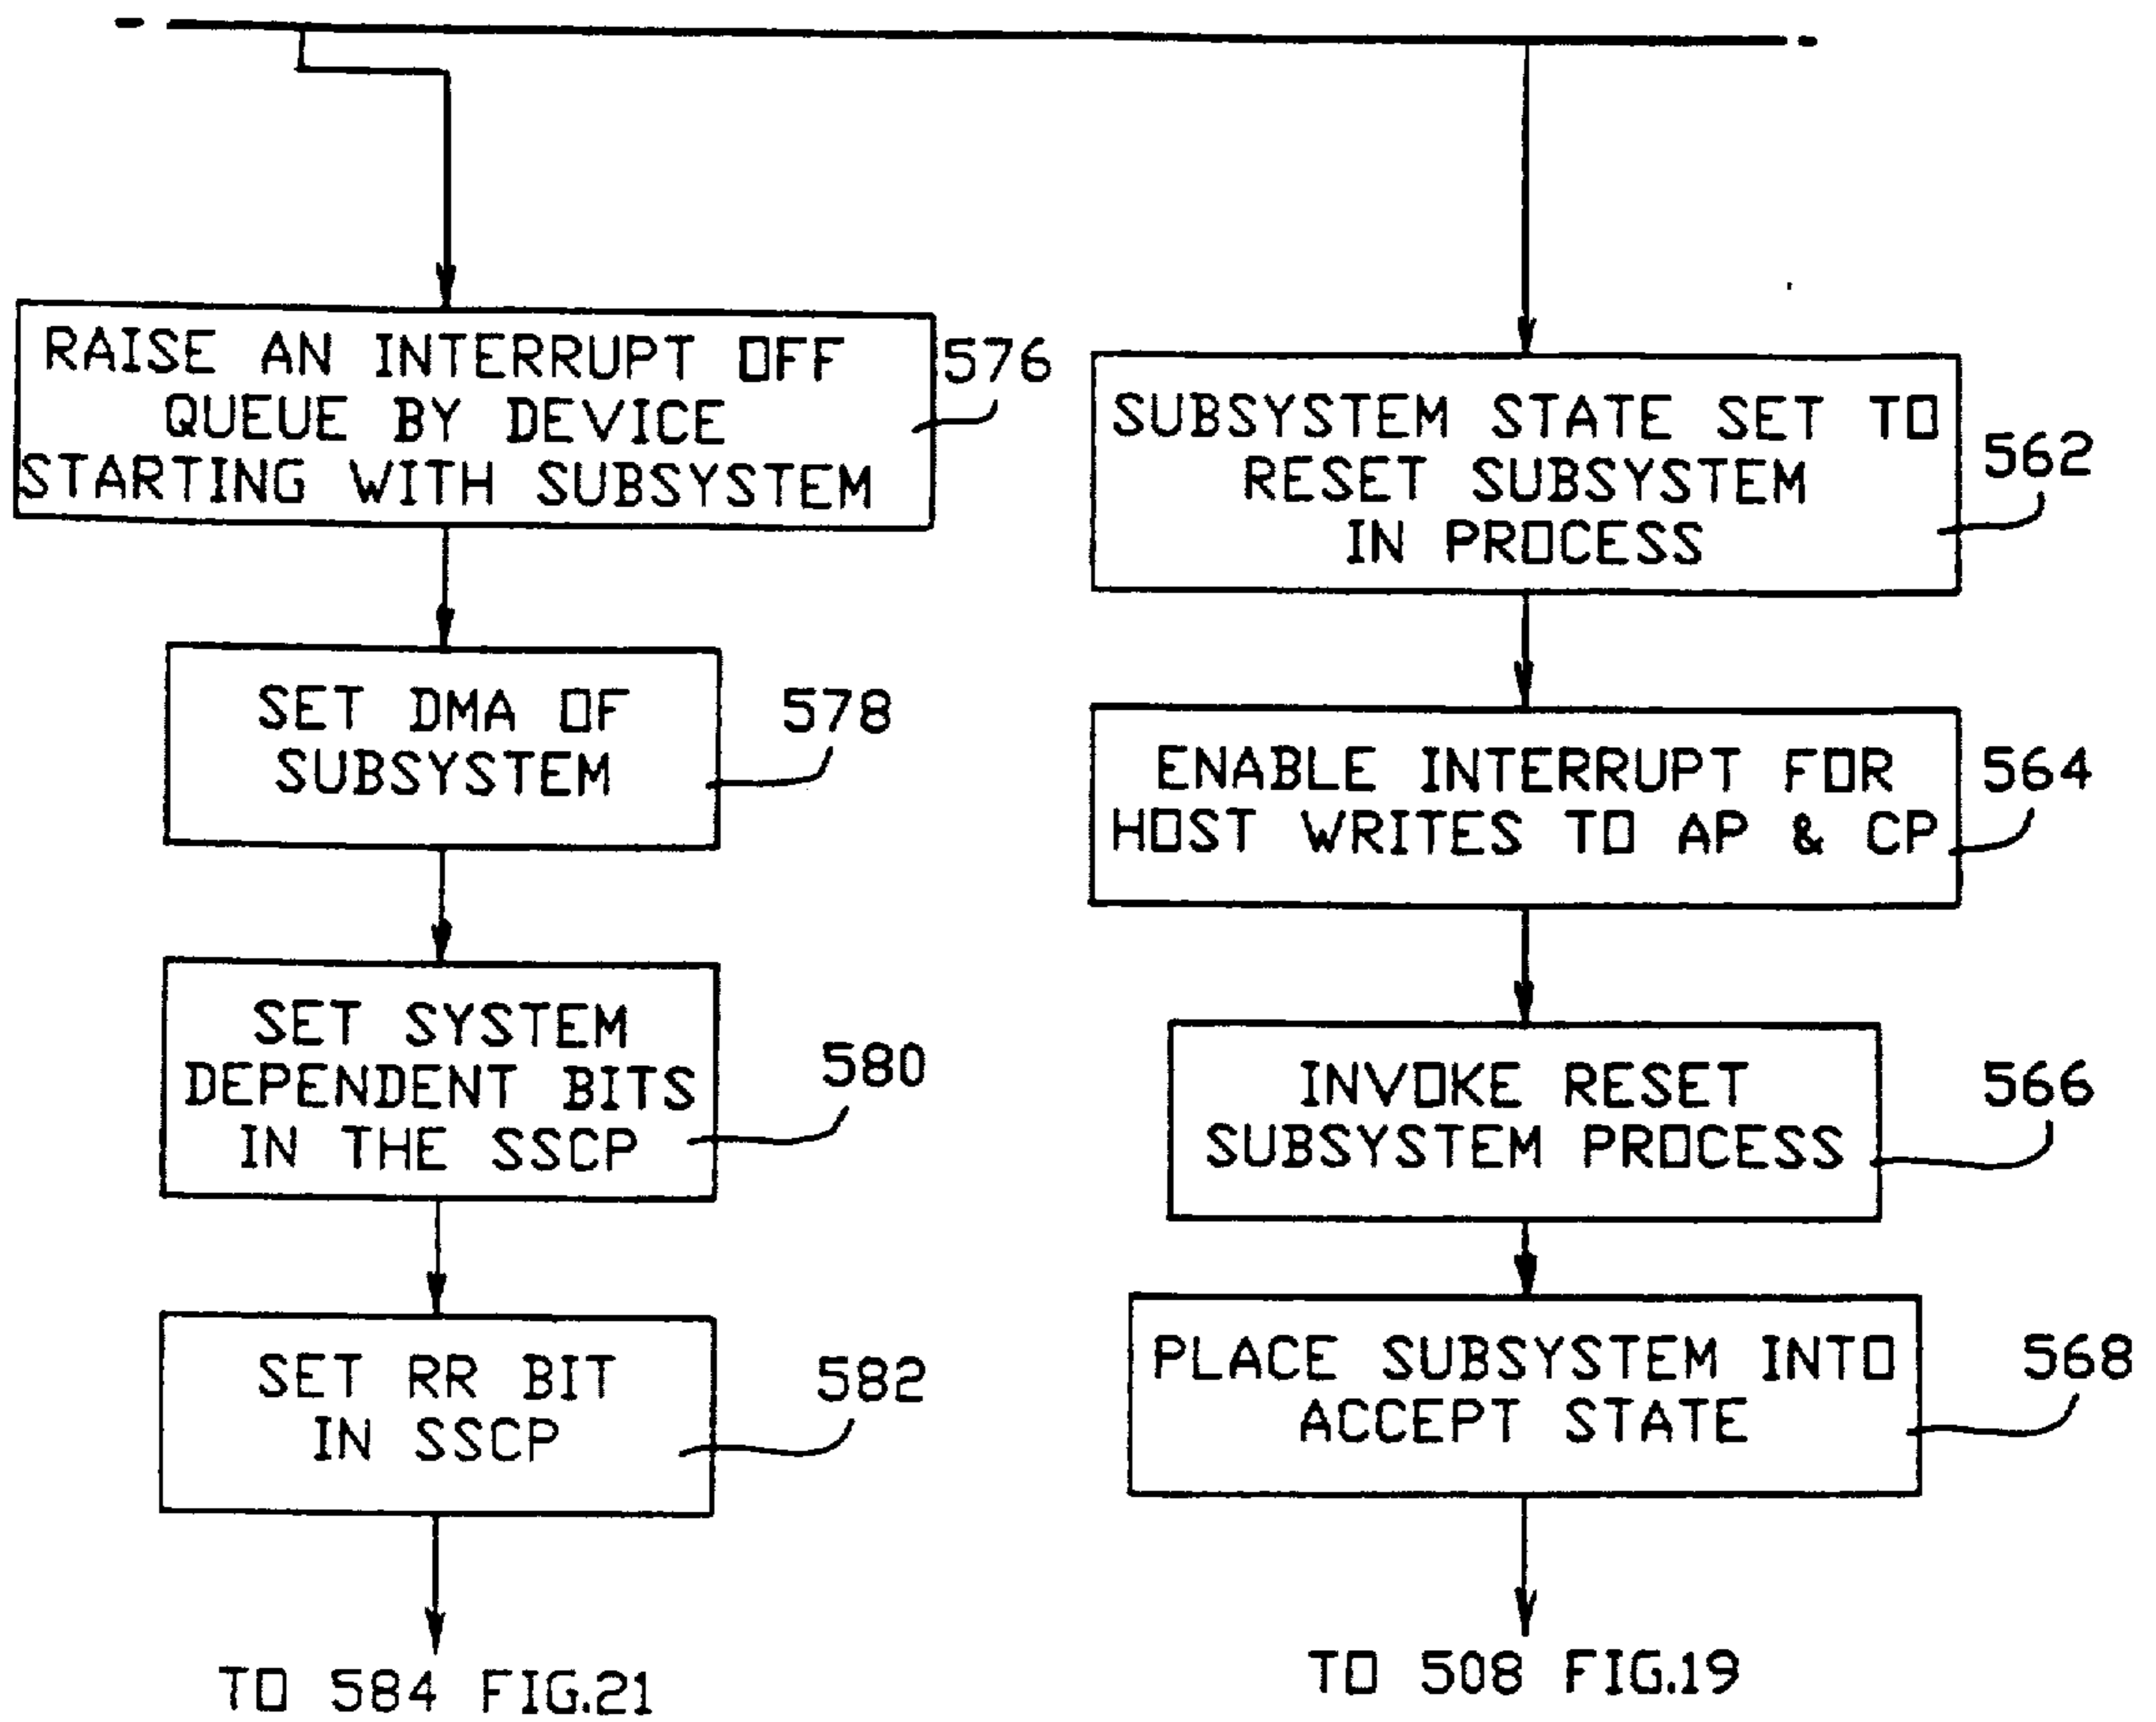 RAISE AN INTERRUPT OFF
QUEUE BY DEVICE
STARTING WITH SUBSYSTEM
576
SET DMA OF
SUBSYSTEM
578
SET SYSTEM
DEPENDENT BITS
IN THE SSCP
580
SET RR BIT
IN SSCP
582
TO 584 FIG.21
SUBSYSTEM STATE SET TO
RESET SUBSYSTEM
IN PROCESS
562
ENABLE INTERRUPT FOR
HOST WRITES TO AP & CP
564
INVOKE RESET
SUBSYSTEM PROCESS
566
PLACE SUBSYSTEM INTO
ACCEPT STATE
568
TO 508 FIG.19